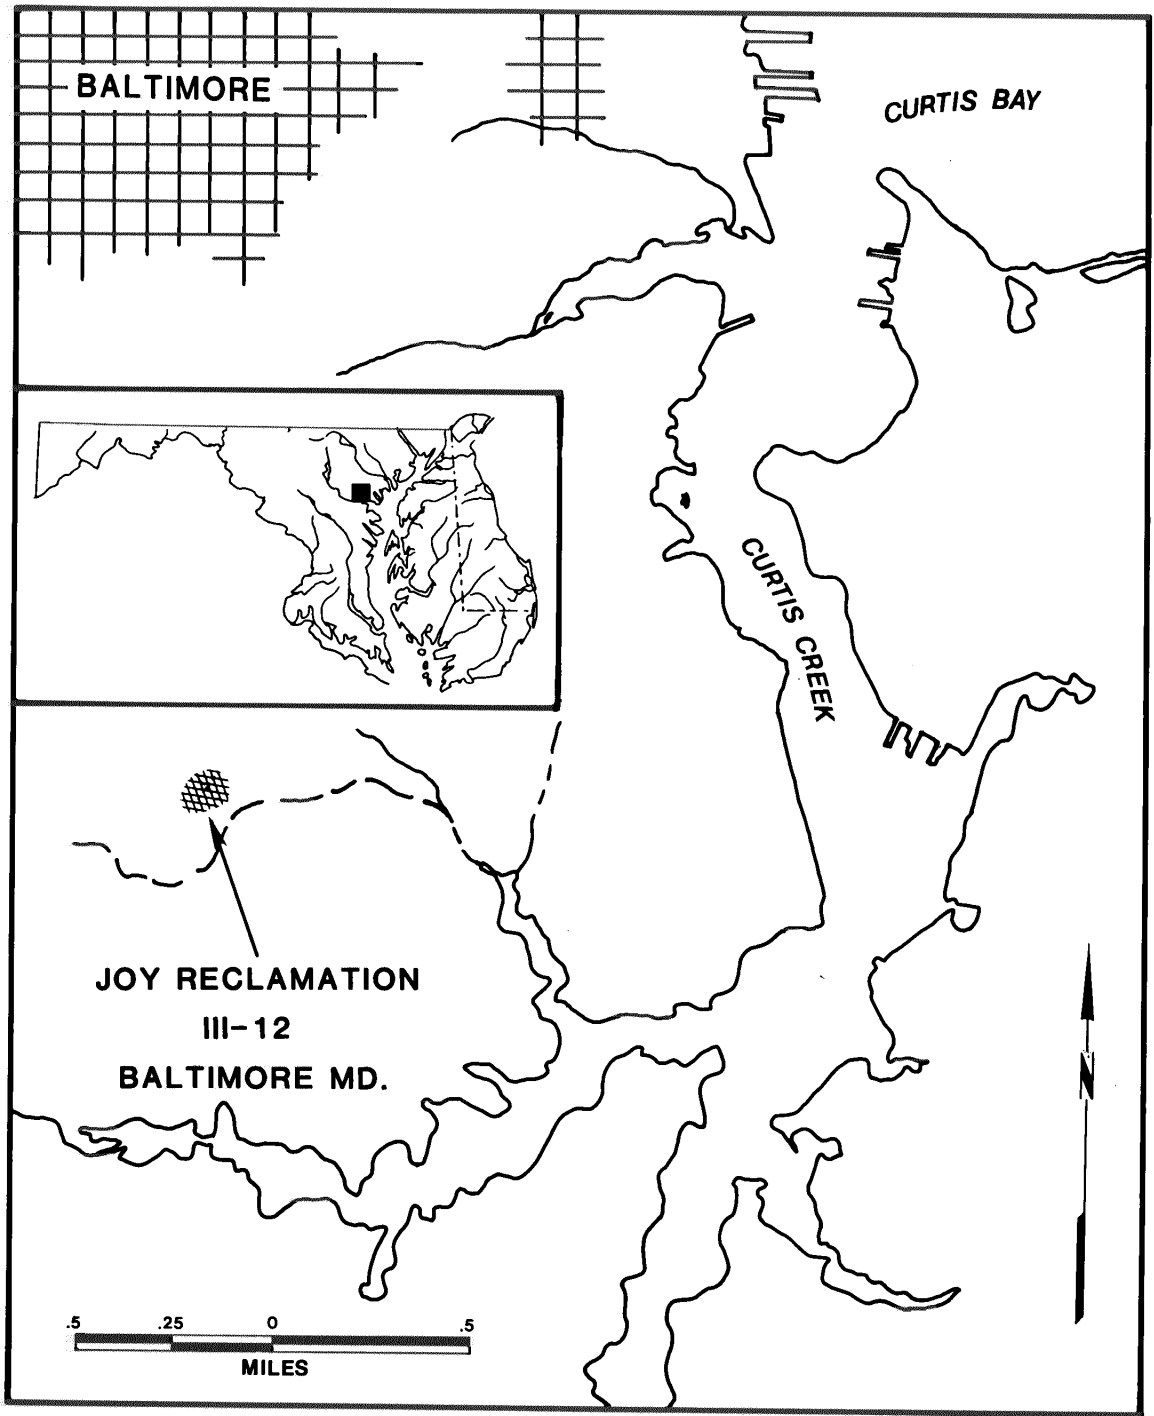 BALTIMORE
CURTIS BAY
CURTIS CREEK
JOY RECLAMATION
III-12
BALTIMORE MD.
N
.5 .25 0 .5
MILES